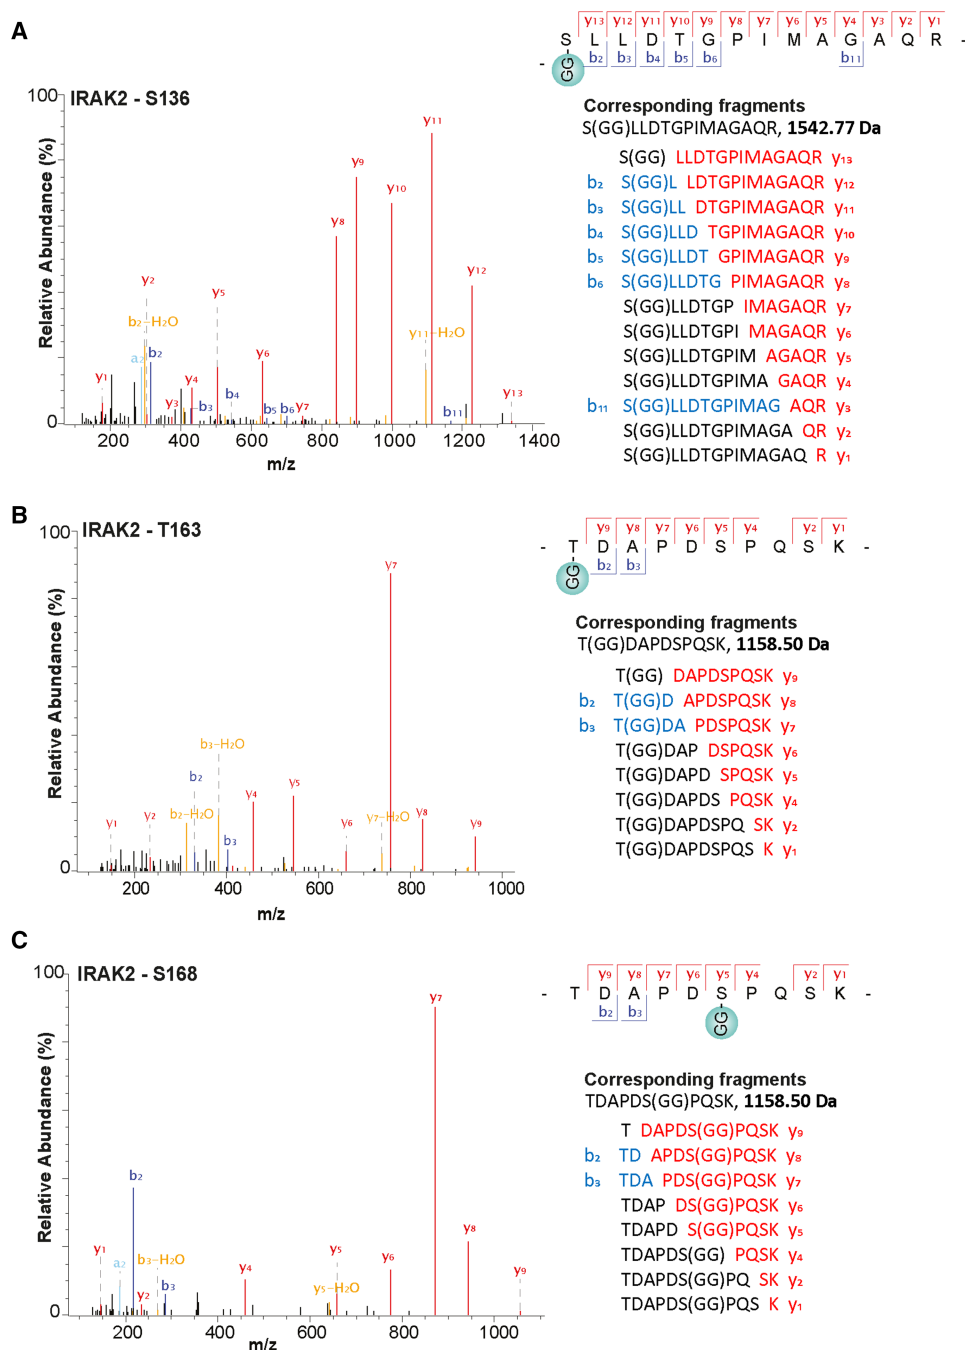 A
IRAK2 - S136
100
Relative Abundance (%)
0
200 400 600 800 1000 1200 1400
m/z
y₁
y₂
b₂–H₂O
a₂
b₂
y₃
y₄
b₃
y₅
b₄
y₆
b₅
b₆
y₇
y₈
y₉
y₁₀
y₁₁
y₁₁–H₂O
b₁₁
y₁₂
y₁₃
y₁₃ y₁₂ y₁₁ y₁₀ y₉ y₈ y₇ y₆ y₅ y₄ y₃ y₂ y₁
S L L D T G P I M A G A Q R -
- GG b₂ b₃ b₄ b₅ b₆ b₁₁
Corresponding fragments
S(GG)LLDTGPIMAGAQR, 1542.77 Da
S(GG) LLDTGPIMAGAQR y₁₃
b₂ S(GG)L LDTGPIMAGAQR y₁₂
b₃ S(GG)LL DTGPIMAGAQR y₁₁
b₄ S(GG)LLD TGPIMAGAQR y₁₀
b₅ S(GG)LLDT GPIMAGAQR y₉
b₆ S(GG)LLDTG PIMAGAQR y₈
S(GG)LLDTGP IMAGAQR y₇
S(GG)LLDTGPI MAGAQR y₆
S(GG)LLDTGPIM AGAQR y₅
S(GG)LLDTGPIMA GAQR y₄
b₁₁ S(GG)LLDTGPIMAG AQR y₃
S(GG)LLDTGPIMAGA QR y₂
S(GG)LLDTGPIMAGAQ R y₁
B
IRAK2 - T163
100
Relative Abundance (%)
0
200 400 600 800 1000
m/z
y₁
y₂
b₂–H₂O
b₂
b₃–H₂O
b₃
y₄
y₅
y₆
y₇–H₂O
y₇
y₈
y₉
y₉ y₈ y₇ y₆ y₅ y₄ y₂ y₁
- T D A P D S P Q S K -
GG b₂ b₃
Corresponding fragments
T(GG)DAPDSPQSK, 1158.50 Da
T(GG) DAPDSPQSK y₉
b₂ T(GG)D APDSPQSK y₈
b₃ T(GG)DA PDSPQSK y₇
T(GG)DAP DSPQSK y₆
T(GG)DAPD SPQSK y₅
T(GG)DAPDS PQSK y₄
T(GG)DAPDSPQ SK y₂
T(GG)DAPDSPQS K y₁
C
IRAK2 - S168
100
Relative Abundance (%)
0
200 400 600 800 1000
m/z
y₁
a₂
b₂
y₂
b₃–H₂O
b₃
y₄
y₅
y₅–H₂O
y₆
y₇
y₈
y₉
y₉ y₈ y₇ y₆ y₅ y₄ y₂ y₁
- T D A P D S P Q S K -
b₂ b₃ GG
Corresponding fragments
TDAPDS(GG)PQSK, 1158.50 Da
T DAPDS(GG)PQSK y₉
b₂ TD APDS(GG)PQSK y₈
b₃ TDA PDS(GG)PQSK y₇
TDAP DS(GG)PQSK y₆
TDAPD S(GG)PQSK y₅
TDAPDS(GG) PQSK y₄
TDAPDS(GG)PQ SK y₂
TDAPDS(GG)PQS K y₁